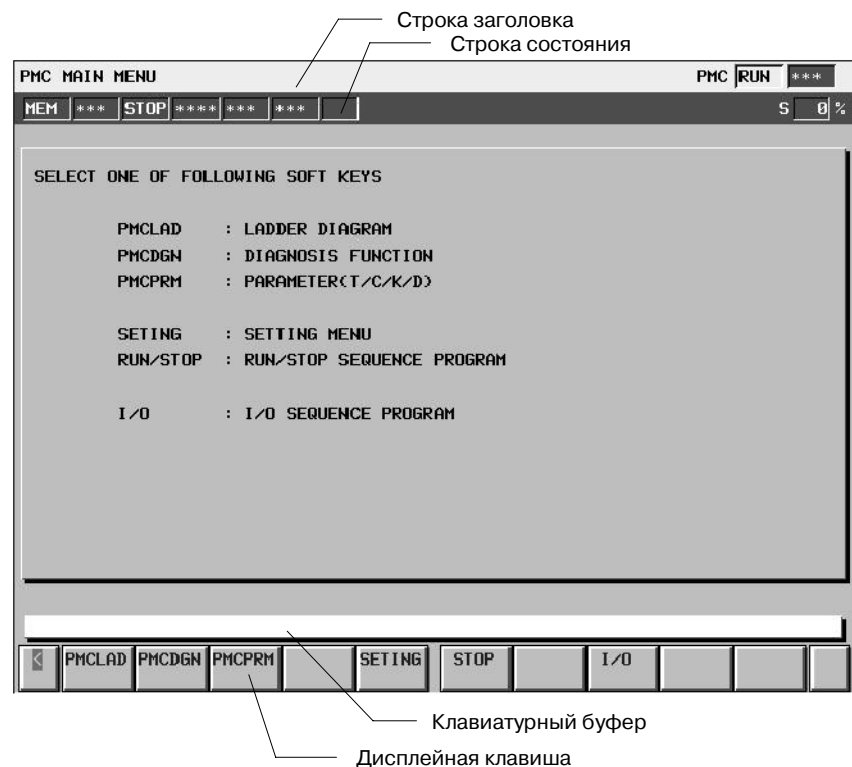 Строка заголовка
Строка состояния
PMC MAIN MENU PMC RUN ***
MEM *** STOP **** *** *** S 0 %
SELECT ONE OF FOLLOWING SOFT KEYS
PMCLAD : LADDER DIAGRAM
PMCDGN : DIAGNOSIS FUNCTION
PMCPRM : PARAMETER(T/C/K/D)
SETING : SETTING MENU
RUN/STOP : RUN/STOP SEQUENCE PROGRAM
I/O : I/O SEQUENCE PROGRAM
< PMCLAD PMCDGN PMCPRM SETING STOP I/O
Клавиатурный буфер
Дисплейная клавиша